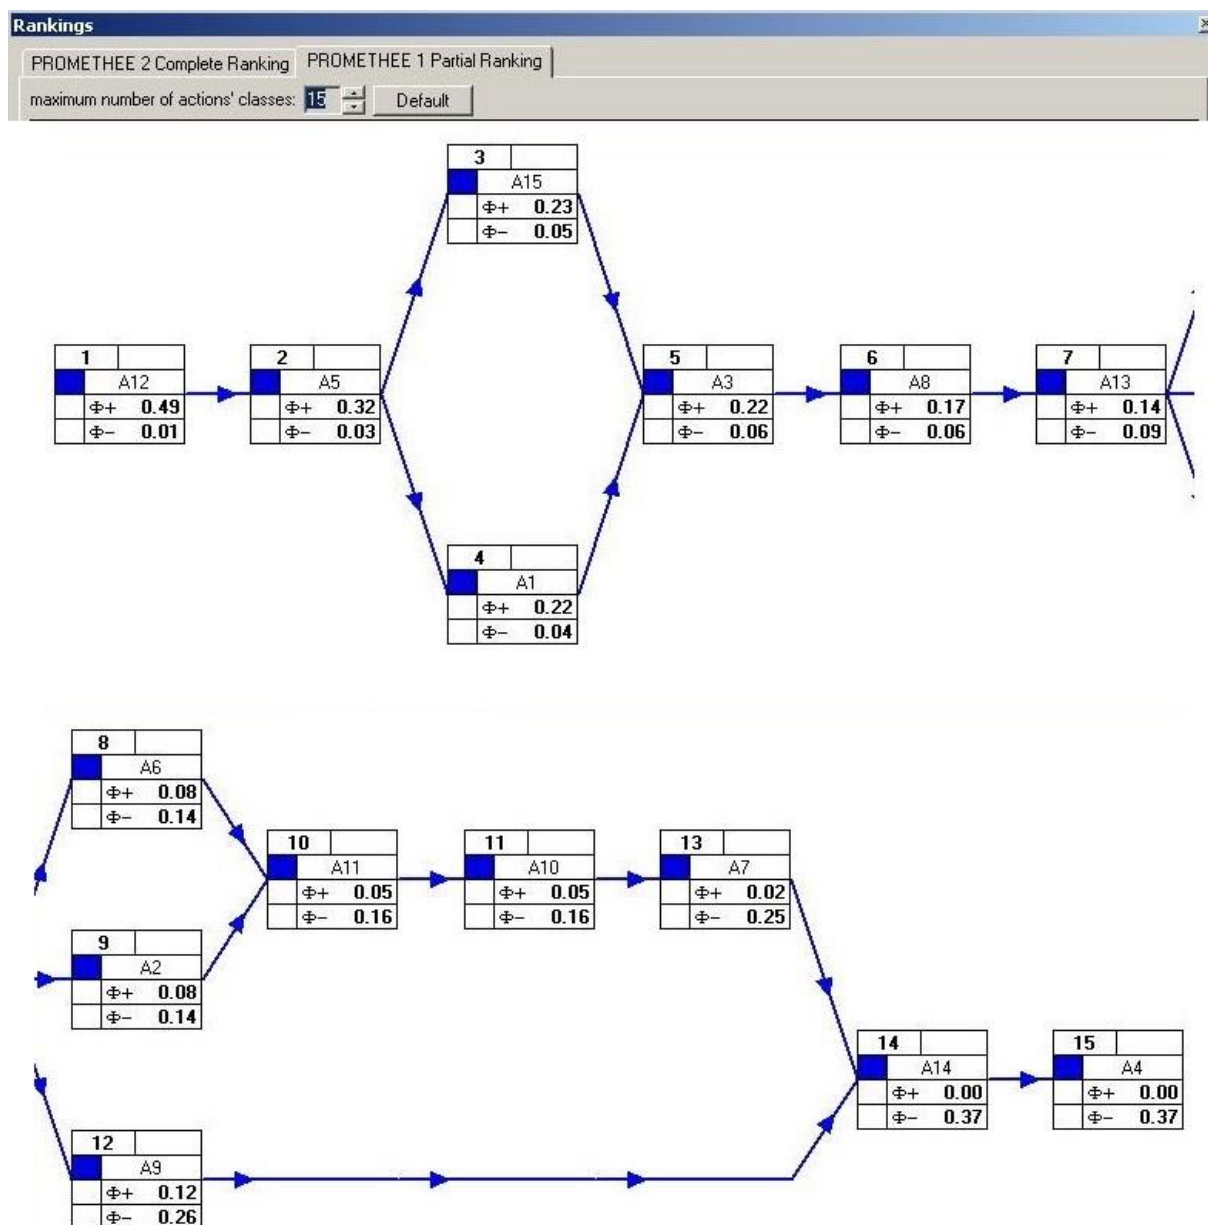 Rankings
PROMETHEE 2 Complete Ranking
PROMETHEE 1 Partial Ranking
maximum number of actions' classes: 15 Default
3
A15
Φ+ 0.23
Φ− 0.05
1
A12
Φ+ 0.49
Φ− 0.01
2
A5
Φ+ 0.32
Φ− 0.03
5
A3
Φ+ 0.22
Φ− 0.06
6
A8
Φ+ 0.17
Φ− 0.06
7
A13
Φ+ 0.14
Φ− 0.09
4
A1
Φ+ 0.22
Φ− 0.04
8
A6
Φ+ 0.08
Φ− 0.14
10
A11
Φ+ 0.05
Φ− 0.16
11
A10
Φ+ 0.05
Φ− 0.16
13
A7
Φ+ 0.02
Φ− 0.25
9
A2
Φ+ 0.08
Φ− 0.14
14
A14
Φ+ 0.00
Φ− 0.37
15
A4
Φ+ 0.00
Φ− 0.37
12
A9
Φ+ 0.12
Φ− 0.26